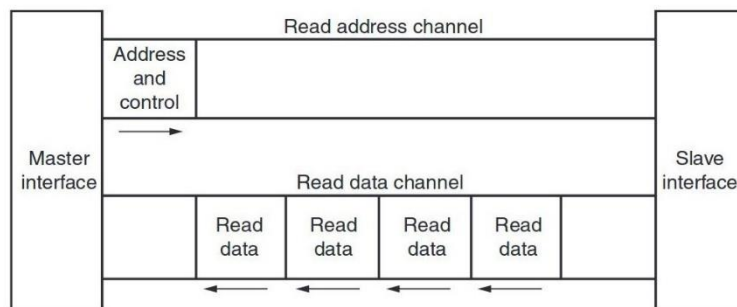 Read address channel
Address
and
control
Master
interface
Slave
interface
Read data channel
Read
data
Read
data
Read
data
Read
data